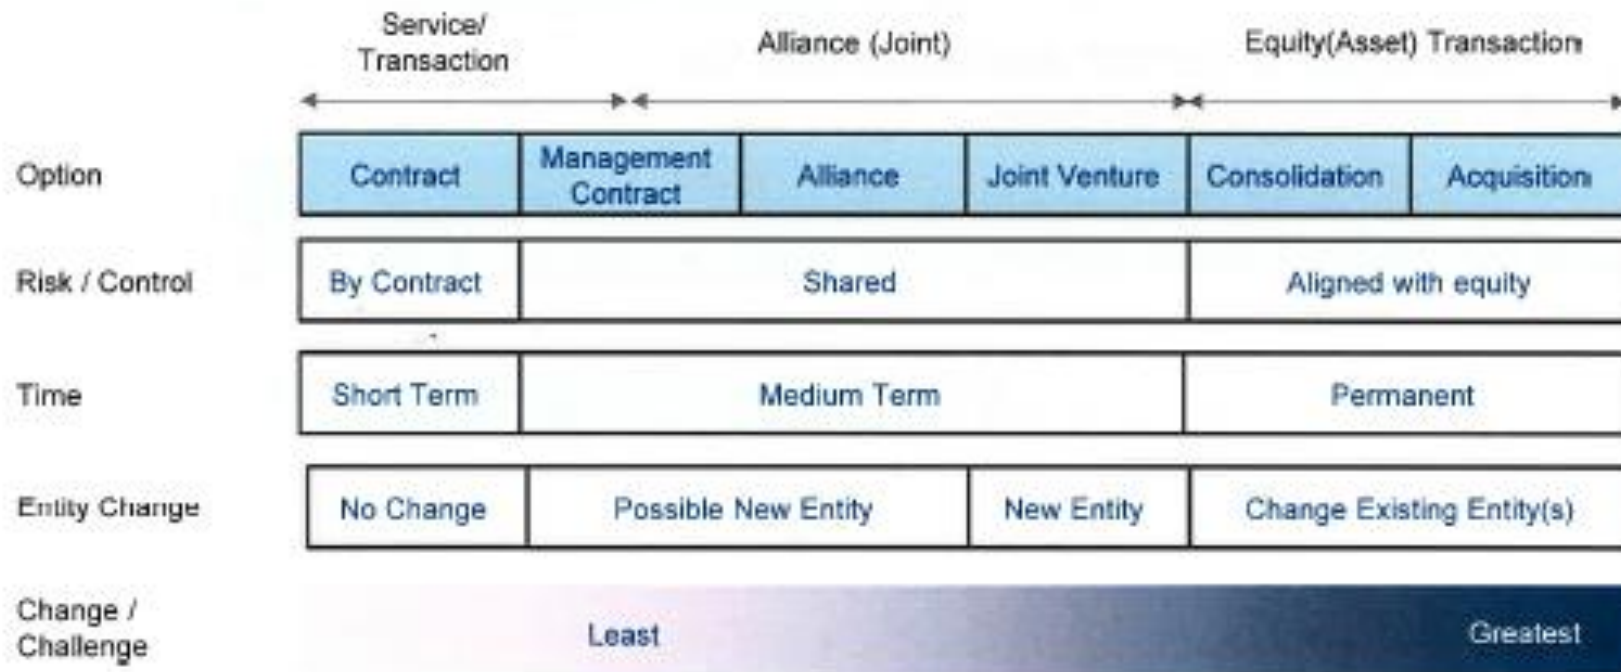 Service/
Transaction
Alliance (Joint)
Equity(Asset) Transaction
Option
Contract
Management
Contract
Alliance
Joint Venture
Consolidation
Acquisition
Risk / Control
By Contract
Shared
Aligned with equity
Time
Short Term
Medium Term
Permanent
Entity Change
No Change
Possible New Entity
New Entity
Change Existing Entity(s)
Change /
Challenge
Least
Greatest